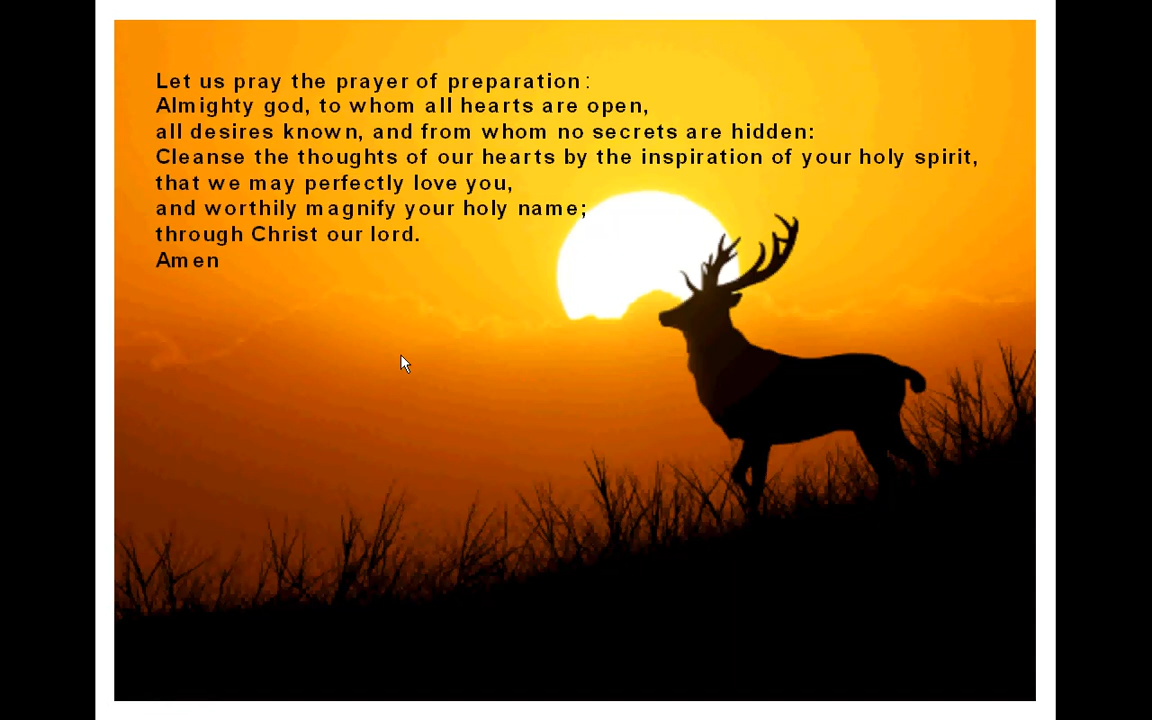 Let us pray the prayer of preparation:
Almighty god, to whom all hearts are open,
all desires known, and from whom no secrets are hidden:
Cleanse the thoughts of our hearts by the inspiration of your holy spirit,
that we may perfectly love you,
and worthily magnify your holy name;
through Christ our lord.
Amen